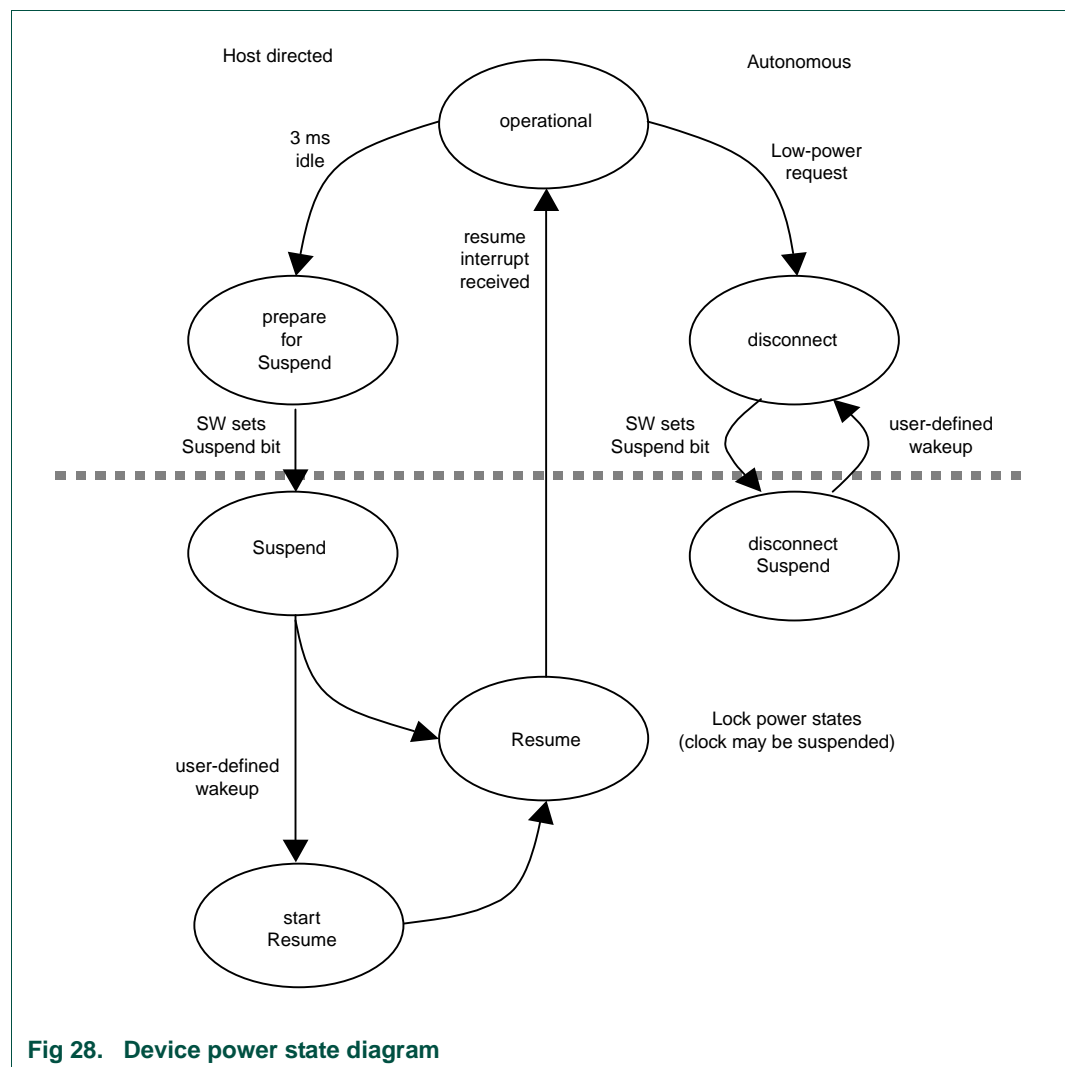 Host directed
Autonomous
operational
3 ms
idle
Low-power
request
resume
interrupt
received
prepare
for
Suspend
disconnect
SW sets
Suspend bit
SW sets
Suspend bit
user-defined
wakeup
Suspend
disconnect
Suspend
Resume
Lock power states
(clock may be suspended)
user-defined
wakeup
start
Resume
Fig 28. Device power state diagram